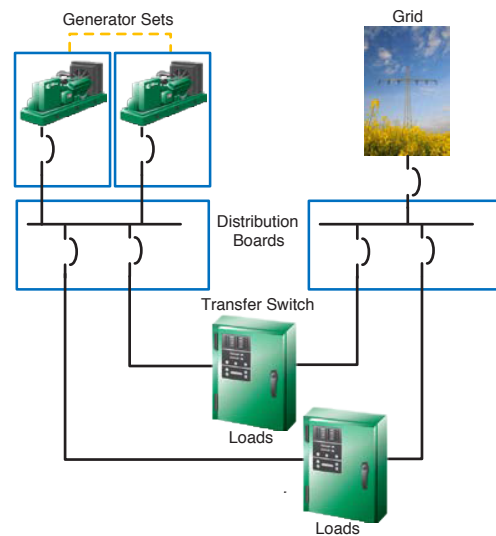 Generator Sets
Grid
Distribution
Boards
Transfer Switch
Loads
Loads